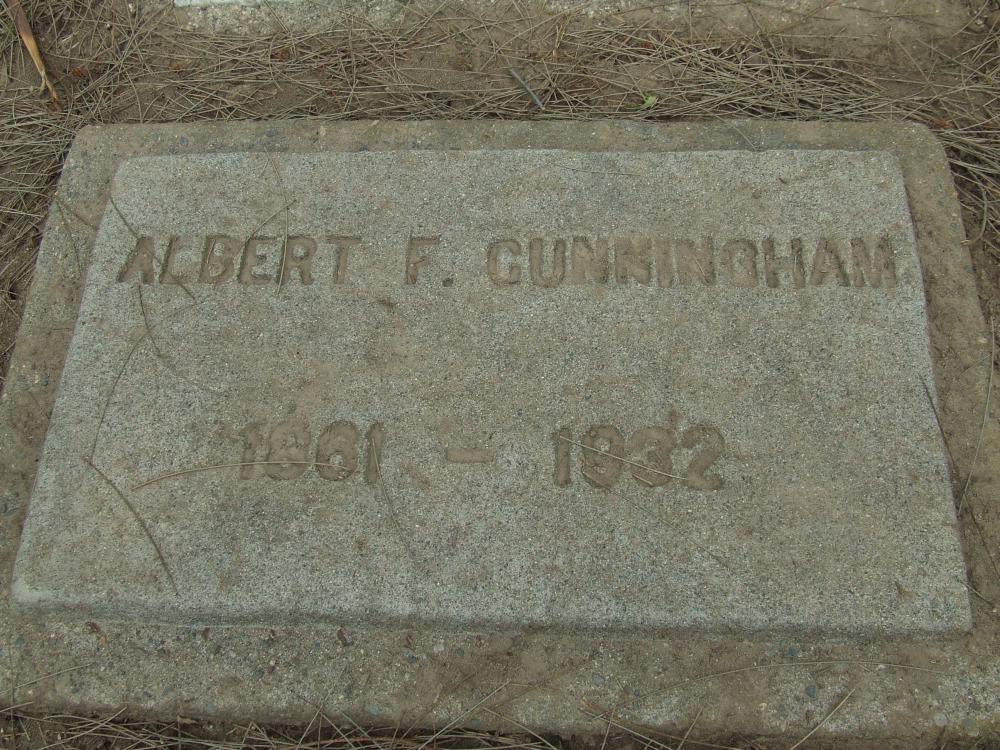 ALBERT F. CUNNINGHAM
1861 - 1932